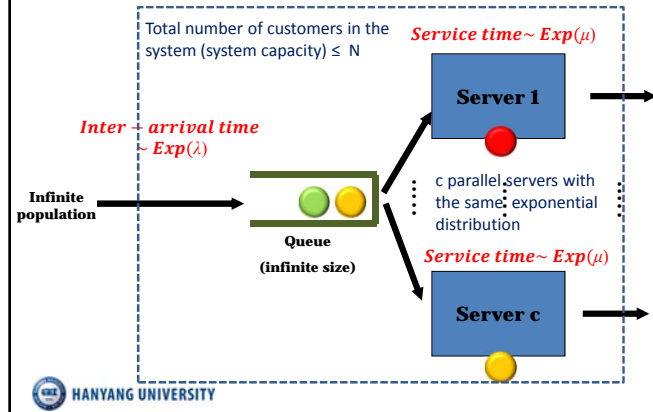 Total number of customers in the
system (system capacity) ≤ N
Service time~ Exp(μ)
Server 1
Inter − arrival time
~ Exp(λ)
Infinite
population
c parallel servers with
the same exponential
distribution
Queue
(infinite size)
Service time~ Exp(μ)
Server c
HANYANG UNIVERSITY